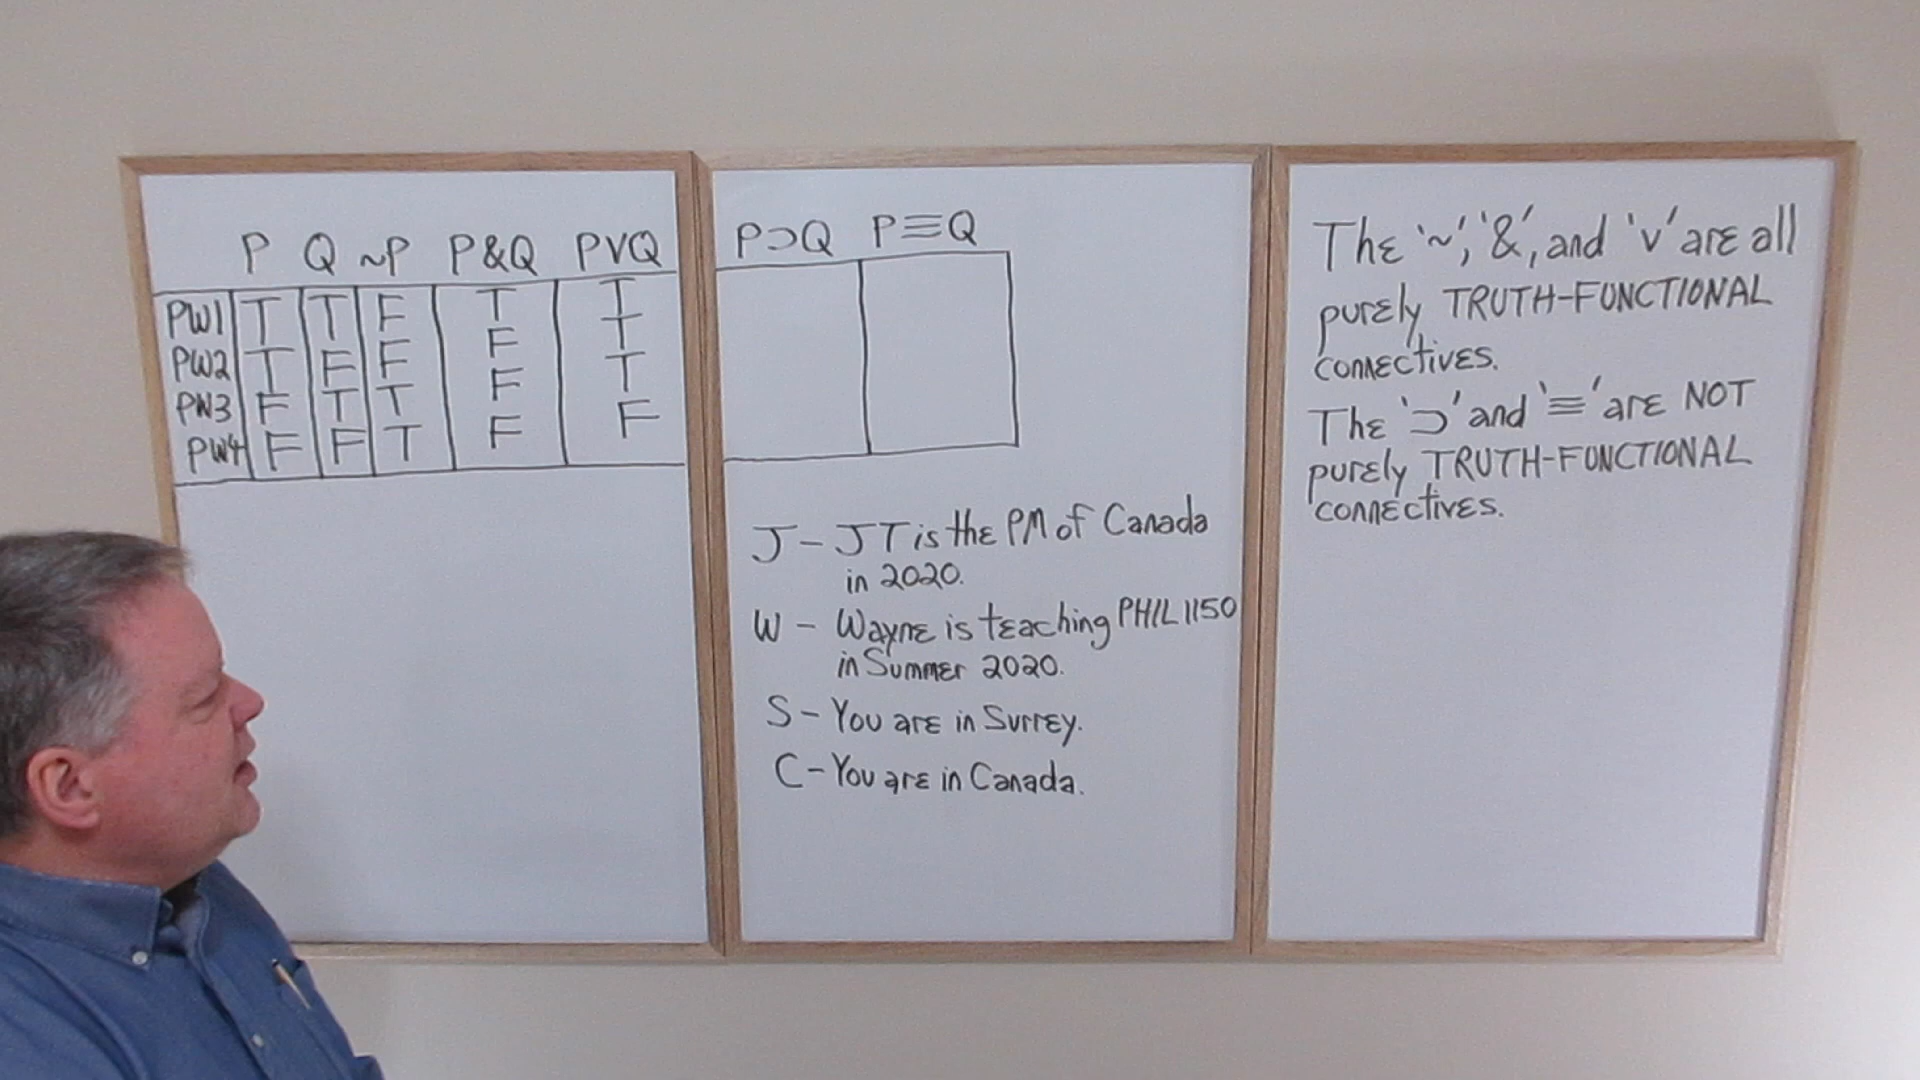 P Q ~P P&Q PVQ
PW1 T T F T T
PW2 T F F F T
PW3 F T T F T
PW4 F F T F F
P⊃Q P≡Q
J – JT is the PM of Canada
in 2020.
W – Wayne is teaching PHIL 1150
in Summer 2020.
S – You are in Surrey.
C – You are in Canada.
The '~', '&', and 'v' are all
purely TRUTH-FUNCTIONAL
connectives.
The '⊃' and '≡' are NOT
purely TRUTH-FUNCTIONAL
connectives.